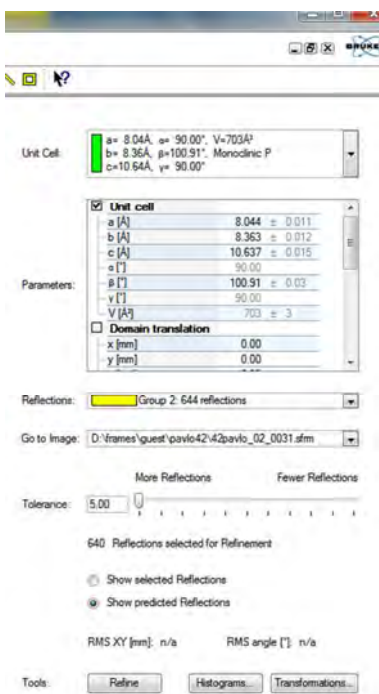 BRUKE
?
a= 8.04Å, α= 90.00°, V=703Å³
Unit Cell: b= 8.36Å, β=100.91°, Monoclinic P
c=10.64Å, γ= 90.00°
Unit cell
a [Å] 8.044 ± 0.011
b [Å] 8.363 ± 0.012
c [Å] 10.637 ± 0.015
α [°] 90.00
Parameters: β [°] 100.91 ± 0.03
γ [°] 90.00
V [Å³] 703 ± 3
Domain translation
x [mm] 0.00
y [mm] 0.00
Reflections: Group 2: 644 reflections
Go to Image: D:\frames\guest\pavlo42\42pavlo_02_0031.sfrm
More Reflections Fewer Reflections
Tolerance: 5.00
640 Reflections selected for Refinement
Show selected Reflections
Show predicted Reflections
RMS XY [mm]: n/a RMS angle [°]: n/a
Tools: Refine Histograms... Transformations...